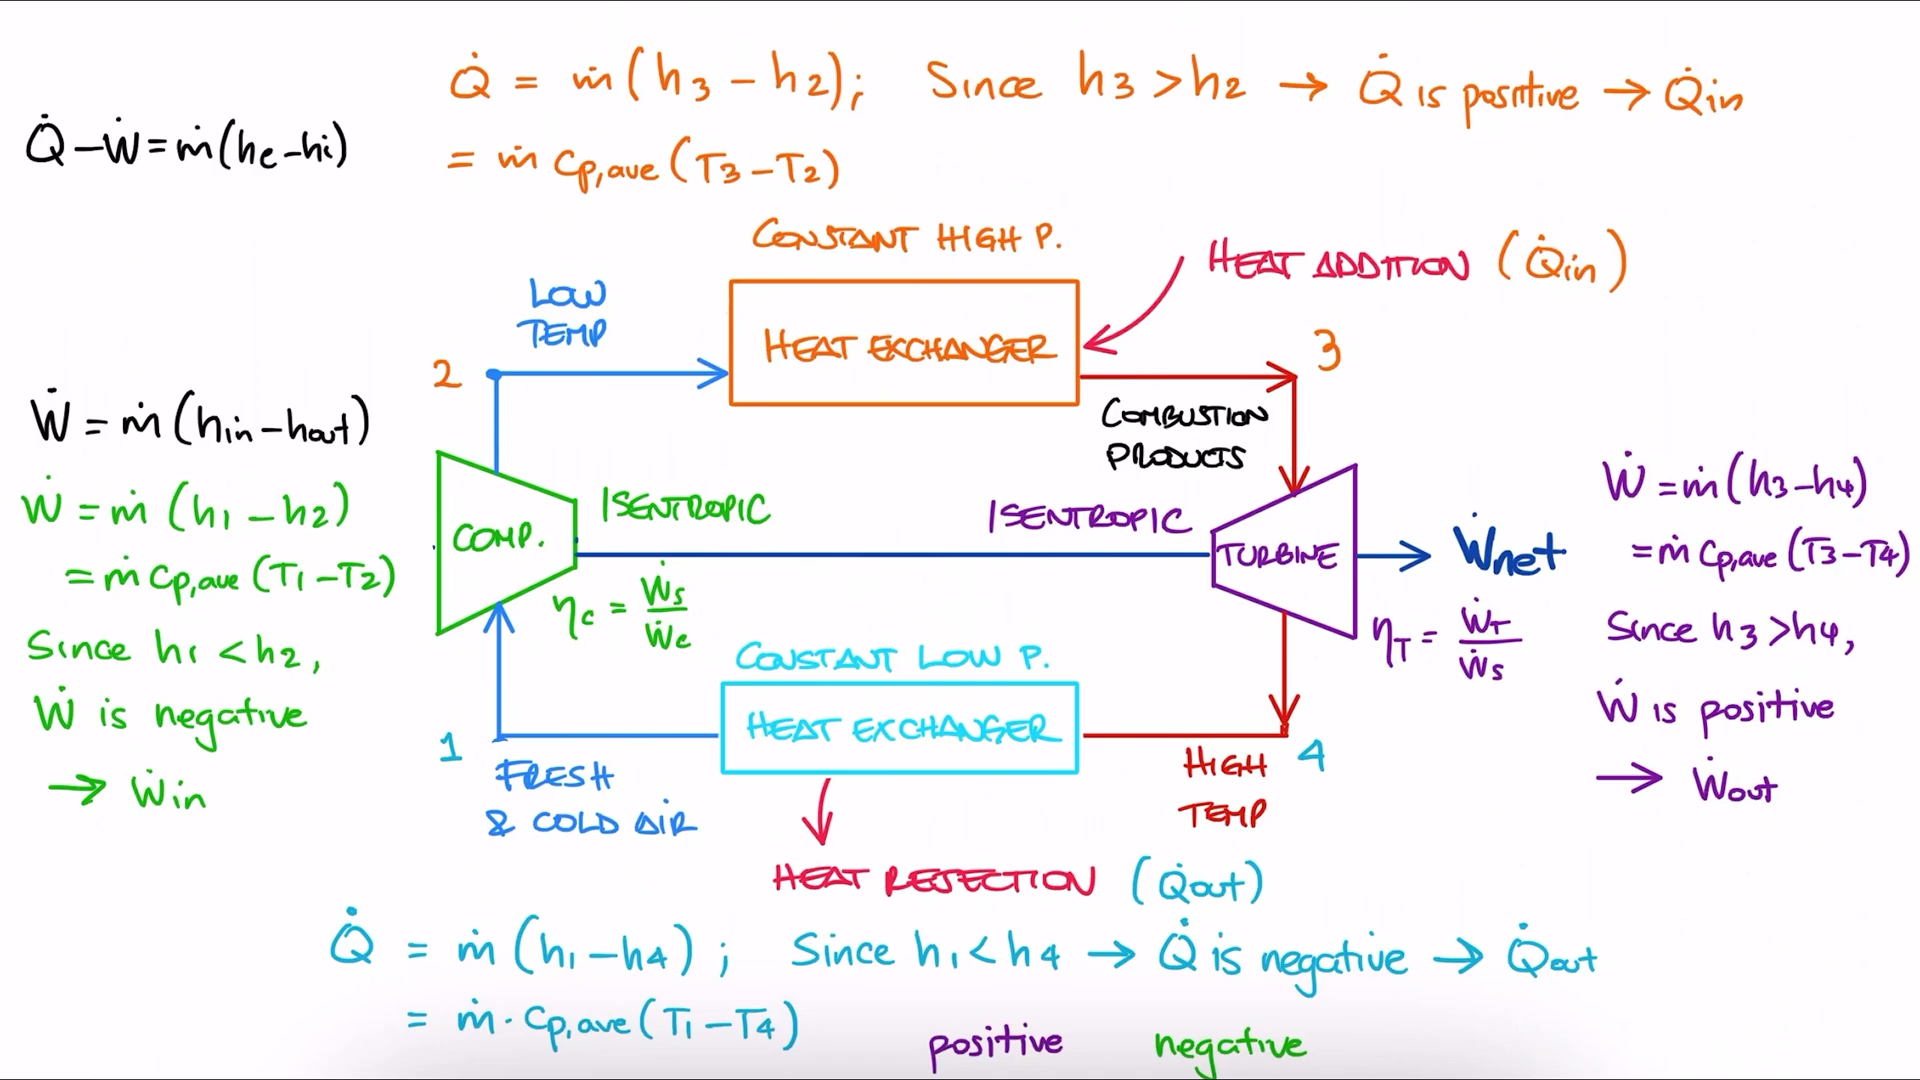 Q̇ = ṁ(h3 − h2); Since h3 > h2 → Q̇ is positive → Q̇in
= ṁ Cp,ave (T3 − T2)
Q̇ − Ẇ = ṁ(he − hi)
CONSTANT HIGH P.
HEAT ADDITION (Q̇in)
LOW
TEMP
HEAT EXCHANGER
2
3
COMBUSTION
PRODUCTS
Ẇ = ṁ(hin − hout)
Ẇ = ṁ (h1 − h2)
= ṁ Cp,ave (T1 − T2)
Since h1 < h2,
Ẇ is negative
→ Ẇin
COMP.
ISENTROPIC
ηc = Ẇs/Ẇc
ISENTROPIC
TURBINE
Ẇnet
ηT = ẆT/Ẇs
Ẇ = ṁ(h3 − h4)
= ṁ Cp,ave (T3 − T4)
Since h3 > h4,
Ẇ is positive
→ Ẇout
CONSTANT LOW P.
HEAT EXCHANGER
1
FRESH
& COLD AIR
HIGH
TEMP
4
HEAT REJECTION (Q̇out)
Q̇ = ṁ (h1 − h4) ; Since h1 < h4 → Q̇ is negative → Q̇out
= ṁ · Cp,ave (T1 − T4)
positive negative